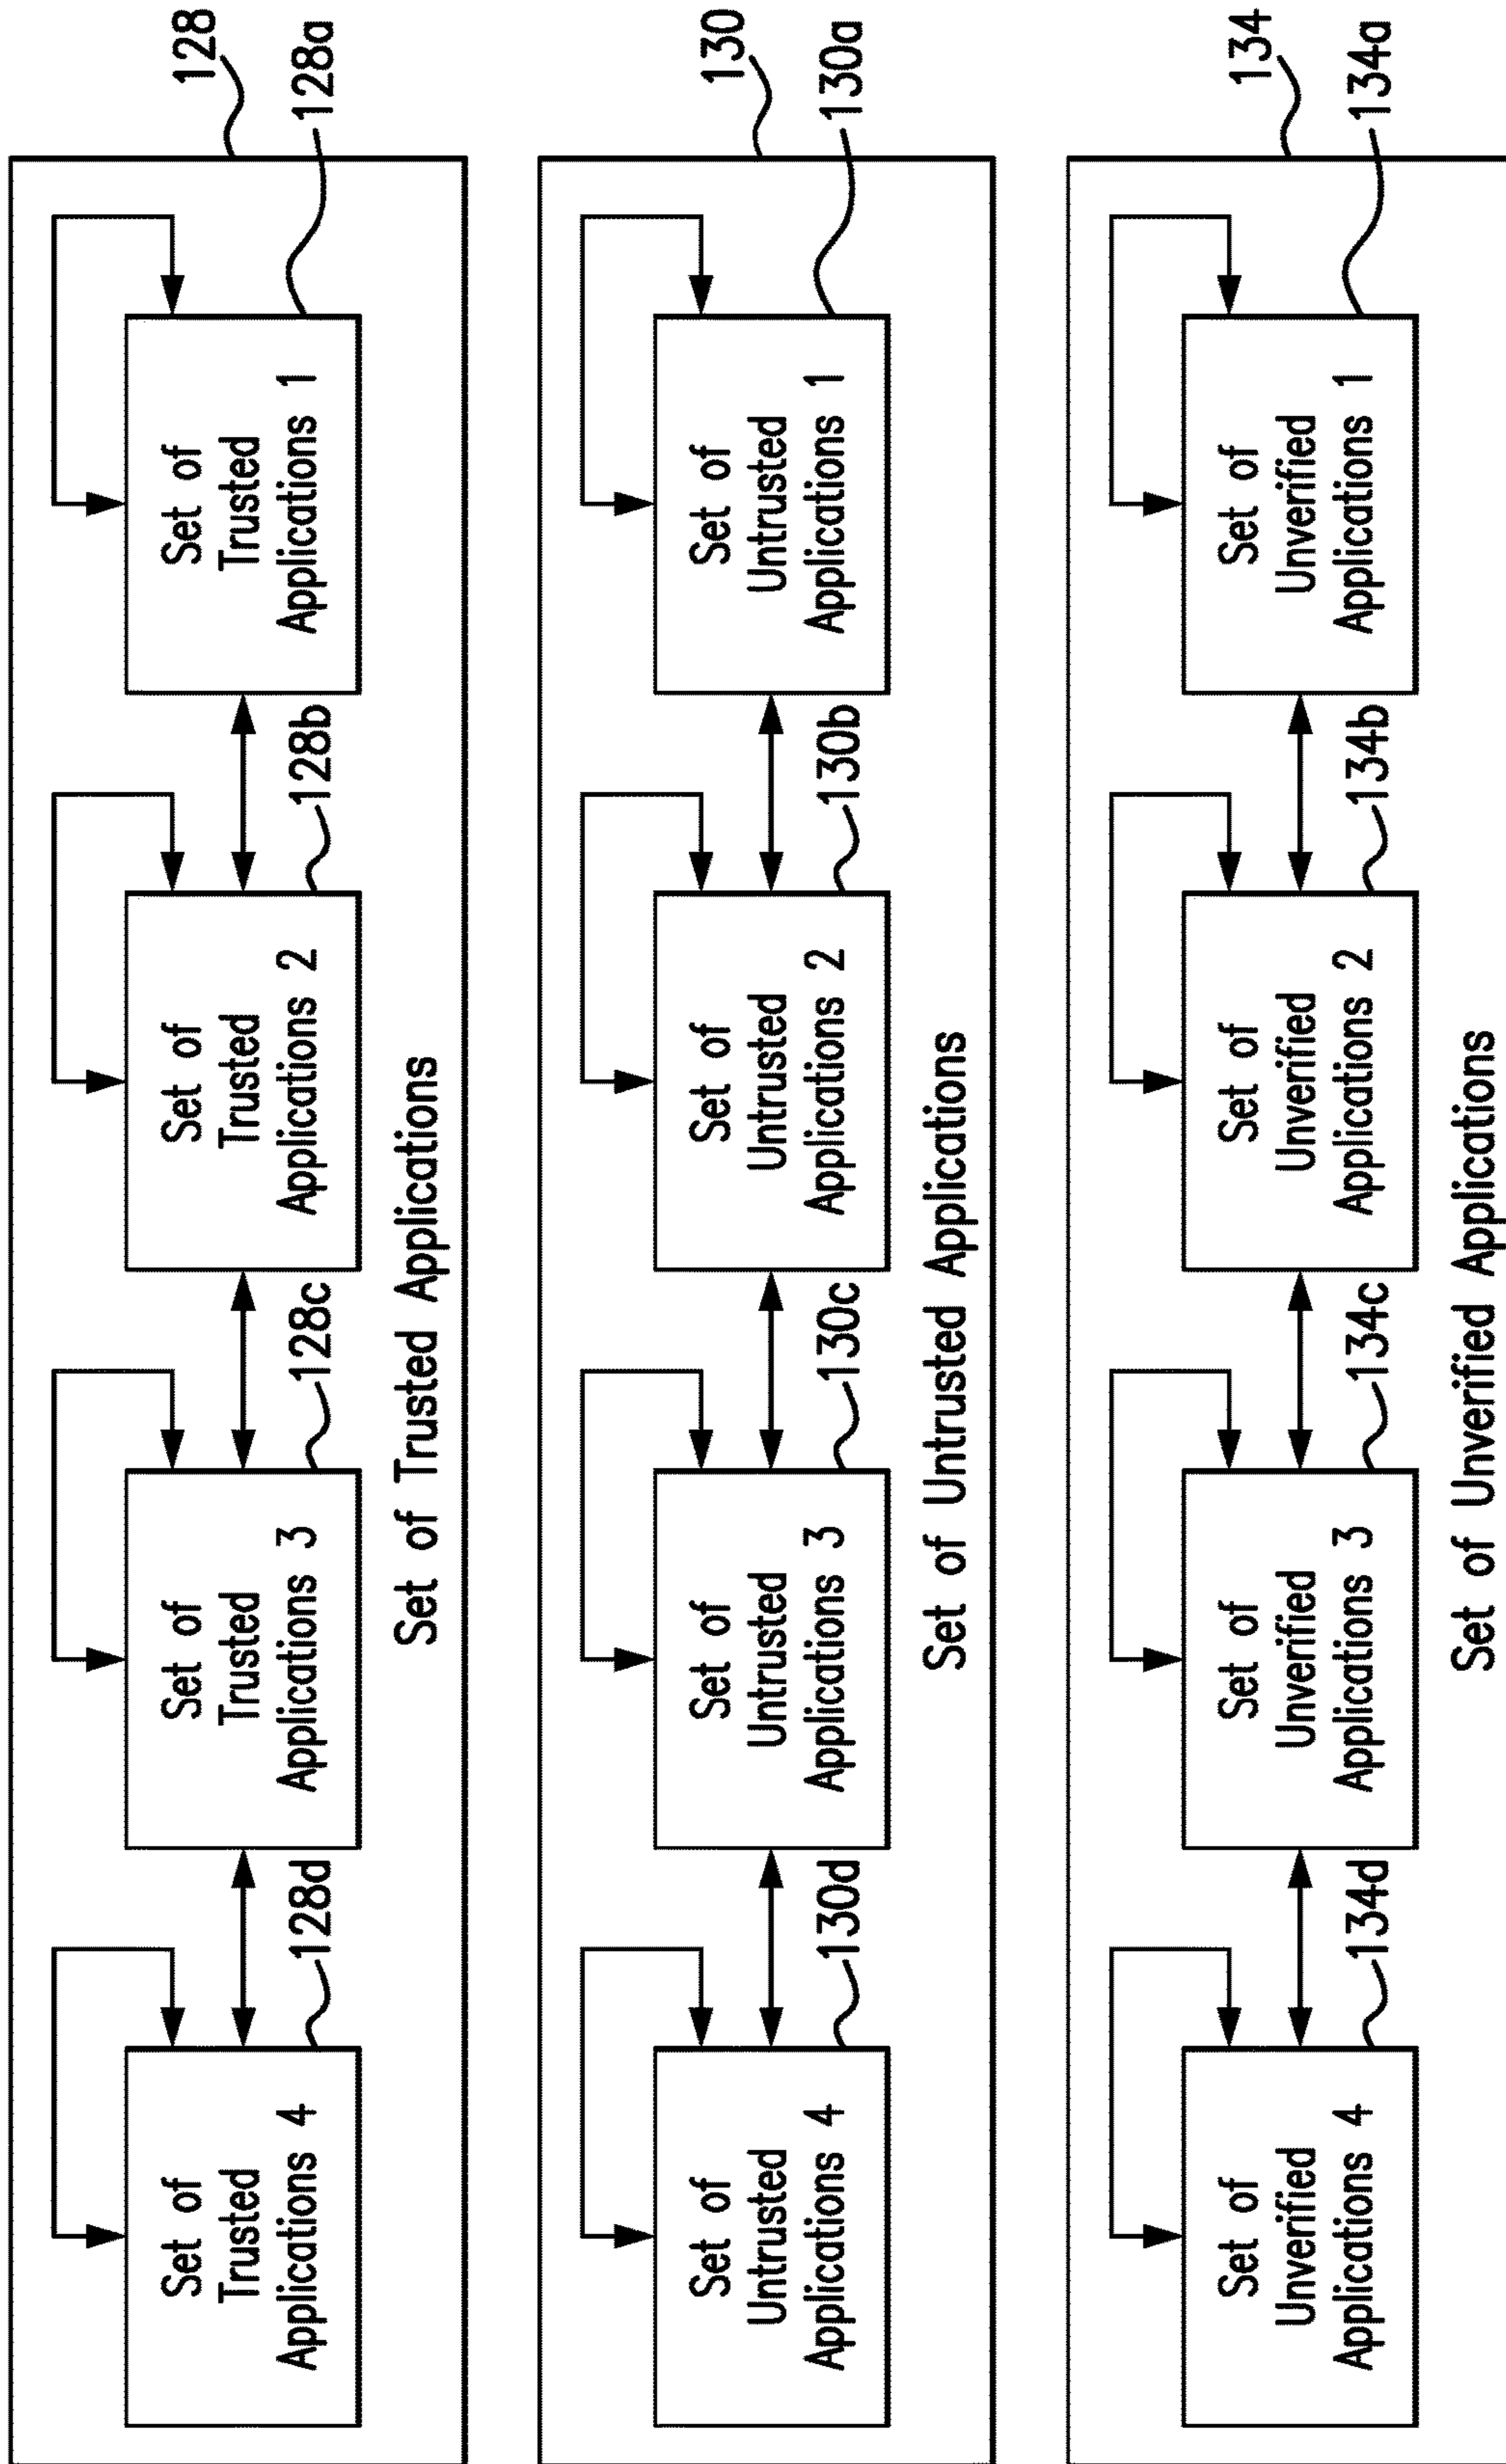 Set of
Trusted
Applications 4
128d
Set of
Trusted
Applications 3
128c
Set of
Trusted
Applications 2
128b
Set of
Trusted
Applications 1
128a
128
Set of Trusted Applications
Set of
Untrusted
Applications 4
130d
Set of
Untrusted
Applications 3
130c
Set of
Untrusted
Applications 2
130b
Set of
Untrusted
Applications 1
130a
130
Set of Untrusted Applications
Set of
Unverified
Applications 4
134d
Set of
Unverified
Applications 3
134c
Set of
Unverified
Applications 2
134b
Set of
Unverified
Applications 1
134a
134
Set of Unverified Applications